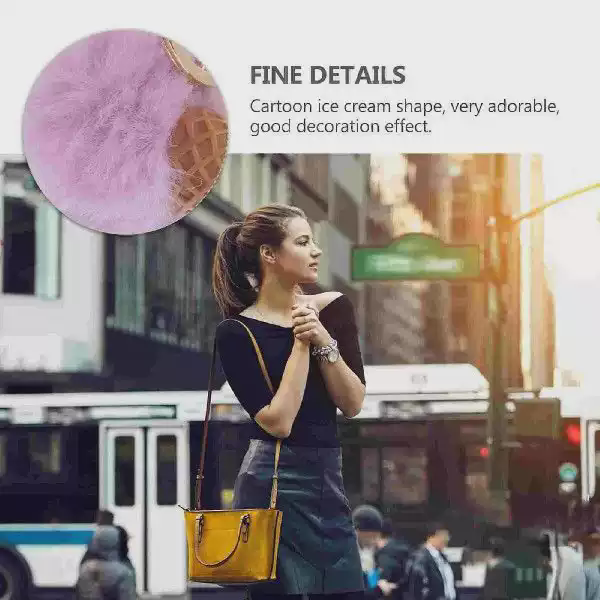 FINE DETAILS
Cartoon ice cream shape, very adorable,
good decoration effect.